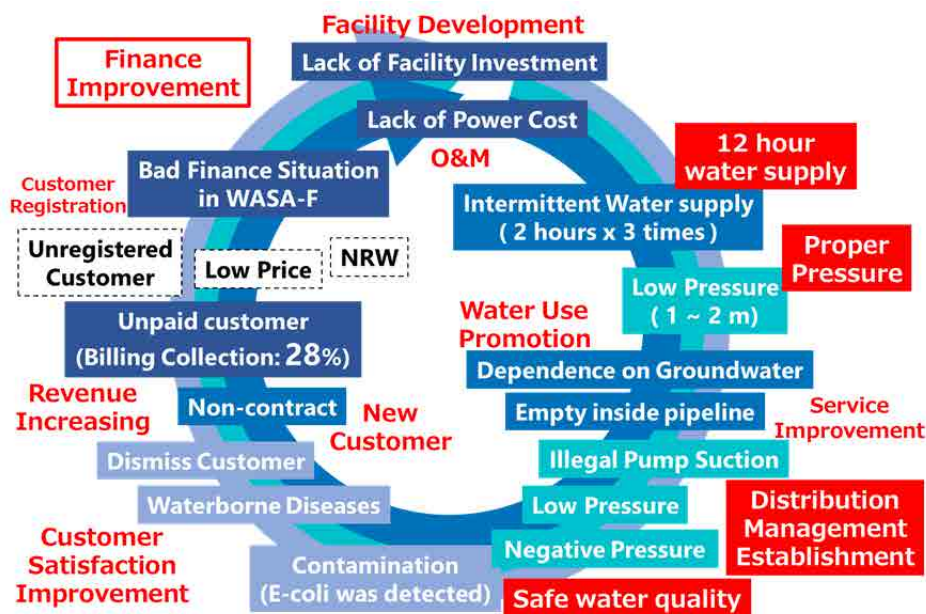 Facility Development
Lack of Facility Investment
Finance
Improvement
Lack of Power Cost
O&M
12 hour
water supply
Bad Finance Situation
in WASA-F
Customer
Registration
Intermittent Water supply
( 2 hours x 3 times )
Unregistered
Customer
Low Price
NRW
Proper
Pressure
Low Pressure
( 1 ~ 2 m)
Unpaid customer
(Billing Collection: 28%)
Water Use
Promotion
Dependence on Groundwater
Revenue
Increasing
Non-contract
New
Customer
Empty inside pipeline
Service
Improvement
Dismiss Customer
Illegal Pump Suction
Waterborne Diseases
Low Pressure
Distribution
Management
Establishment
Customer
Satisfaction
Improvement
Negative Pressure
Contamination
(E-coli was detected)
Safe water quality